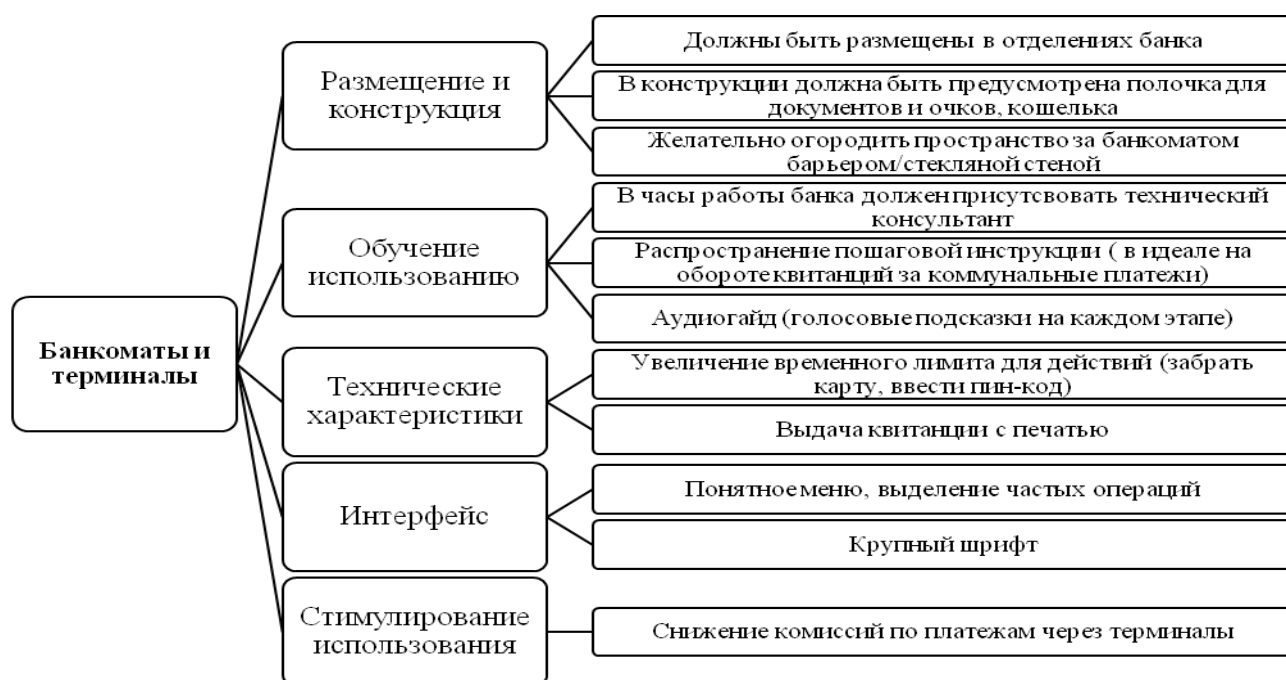 Банкоматы и
терминалы
Размещение и
конструкция
Должны быть размещены в отделениях банка
В конструкции должна быть предусмотрена полочка для
документов и очков, кошелька
Желательно огородить пространство за банкоматом
барьером/стекляной стеной
Обучение
использованию
В часы работы банка должен присутсвовать технический
консультант
Распространение пошаговой инструкции ( в идеале на
обороте квитанций за коммунальные платежи)
Аудиогайд (голосовые подсказки на каждом этапе)
Технические
характеристики
Увеличение временного лимита для действий (забрать
карту, ввести пин-код)
Выдача квитанции с печатью
Интерфейс
Понятное меню, выделение частых операций
Крупный шрифт
Стимулирование
использования
Снижение комиссий по платежам через терминалы